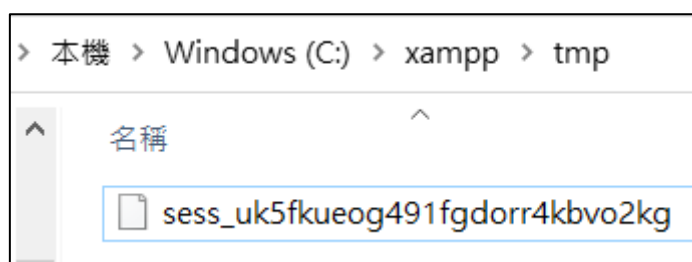 > 本機 > Windows (C:) > xampp > tmp
名稱
sess_uk5fkueog491fgdorr4kbvo2kg